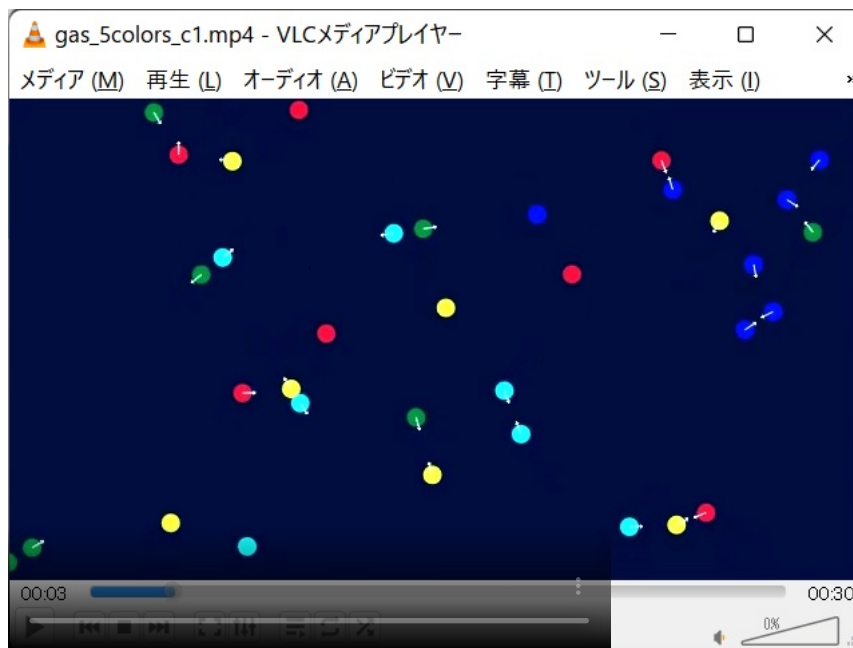 gas_5colors_c1.mp4 - VLCメディアプレイヤー
メディア (M) 再生 (L) オーディオ (A) ビデオ (V) 字幕 (T) ツール (S) 表示 (I) »
00:03 00:30
0%